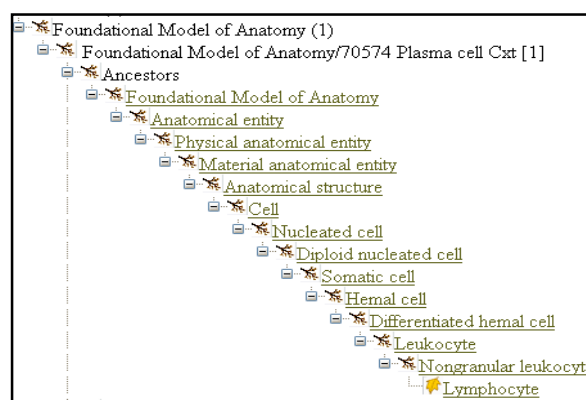 Foundational Model of Anatomy (1)
Foundational Model of Anatomy/70574 Plasma cell Cxt [1]
Ancestors
Foundational Model of Anatomy
Anatomical entity
Physical anatomical entity
Material anatomical entity
Anatomical structure
Cell
Nucleated cell
Diploid nucleated cell
Somatic cell
Hemal cell
Differentiated hemal cell
Leukocyte
Nongranular leukocyt
Lymphocyte